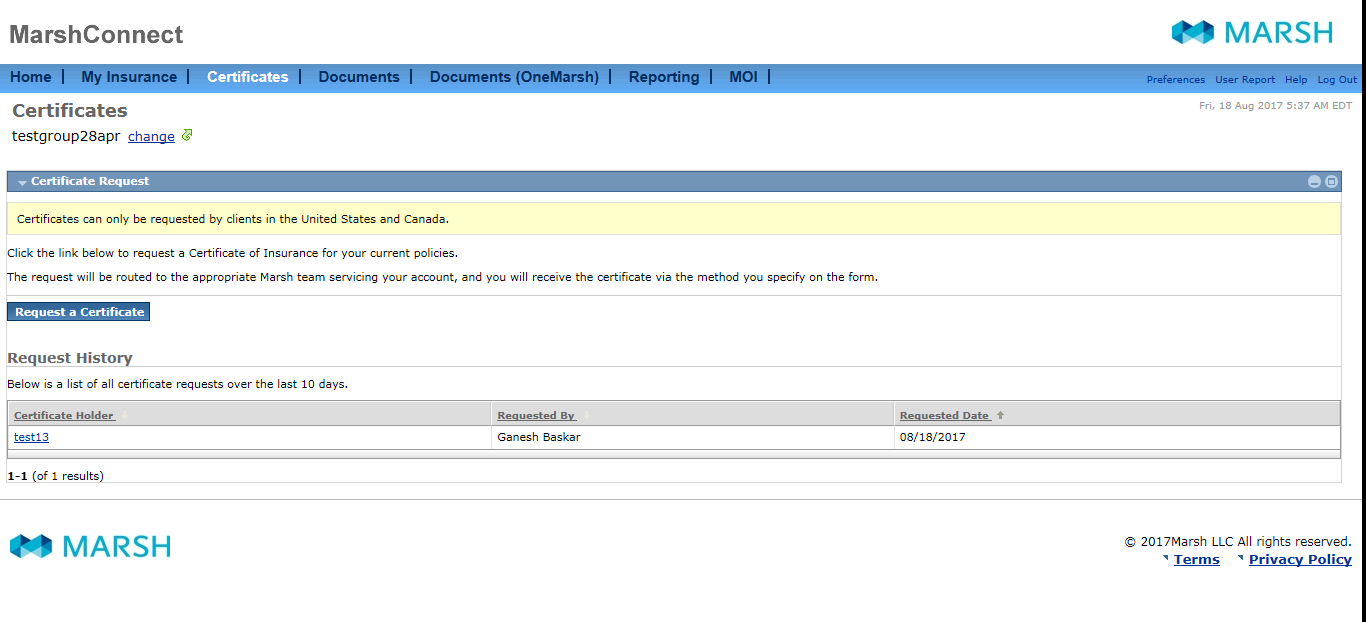 MarshConnect
MARSH
Home | My Insurance | Certificates | Documents | Documents (OneMarsh) | Reporting | MOI |
Preferences User Report Help Log Out
Certificates
Fri, 18 Aug 2017 5:37 AM EDT
testgroup28apr change
Certificate Request
Certificates can only be requested by clients in the United States and Canada.
Click the link below to request a Certificate of Insurance for your current policies.
The request will be routed to the appropriate Marsh team servicing your account, and you will receive the certificate via the method you specify on the form.
Request a Certificate
Request History
Below is a list of all certificate requests over the last 10 days.
Certificate Holder Requested By Requested Date
test13 Ganesh Baskar 08/18/2017
1-1 (of 1 results)
MARSH
© 2017Marsh LLC All rights reserved.
Terms Privacy Policy